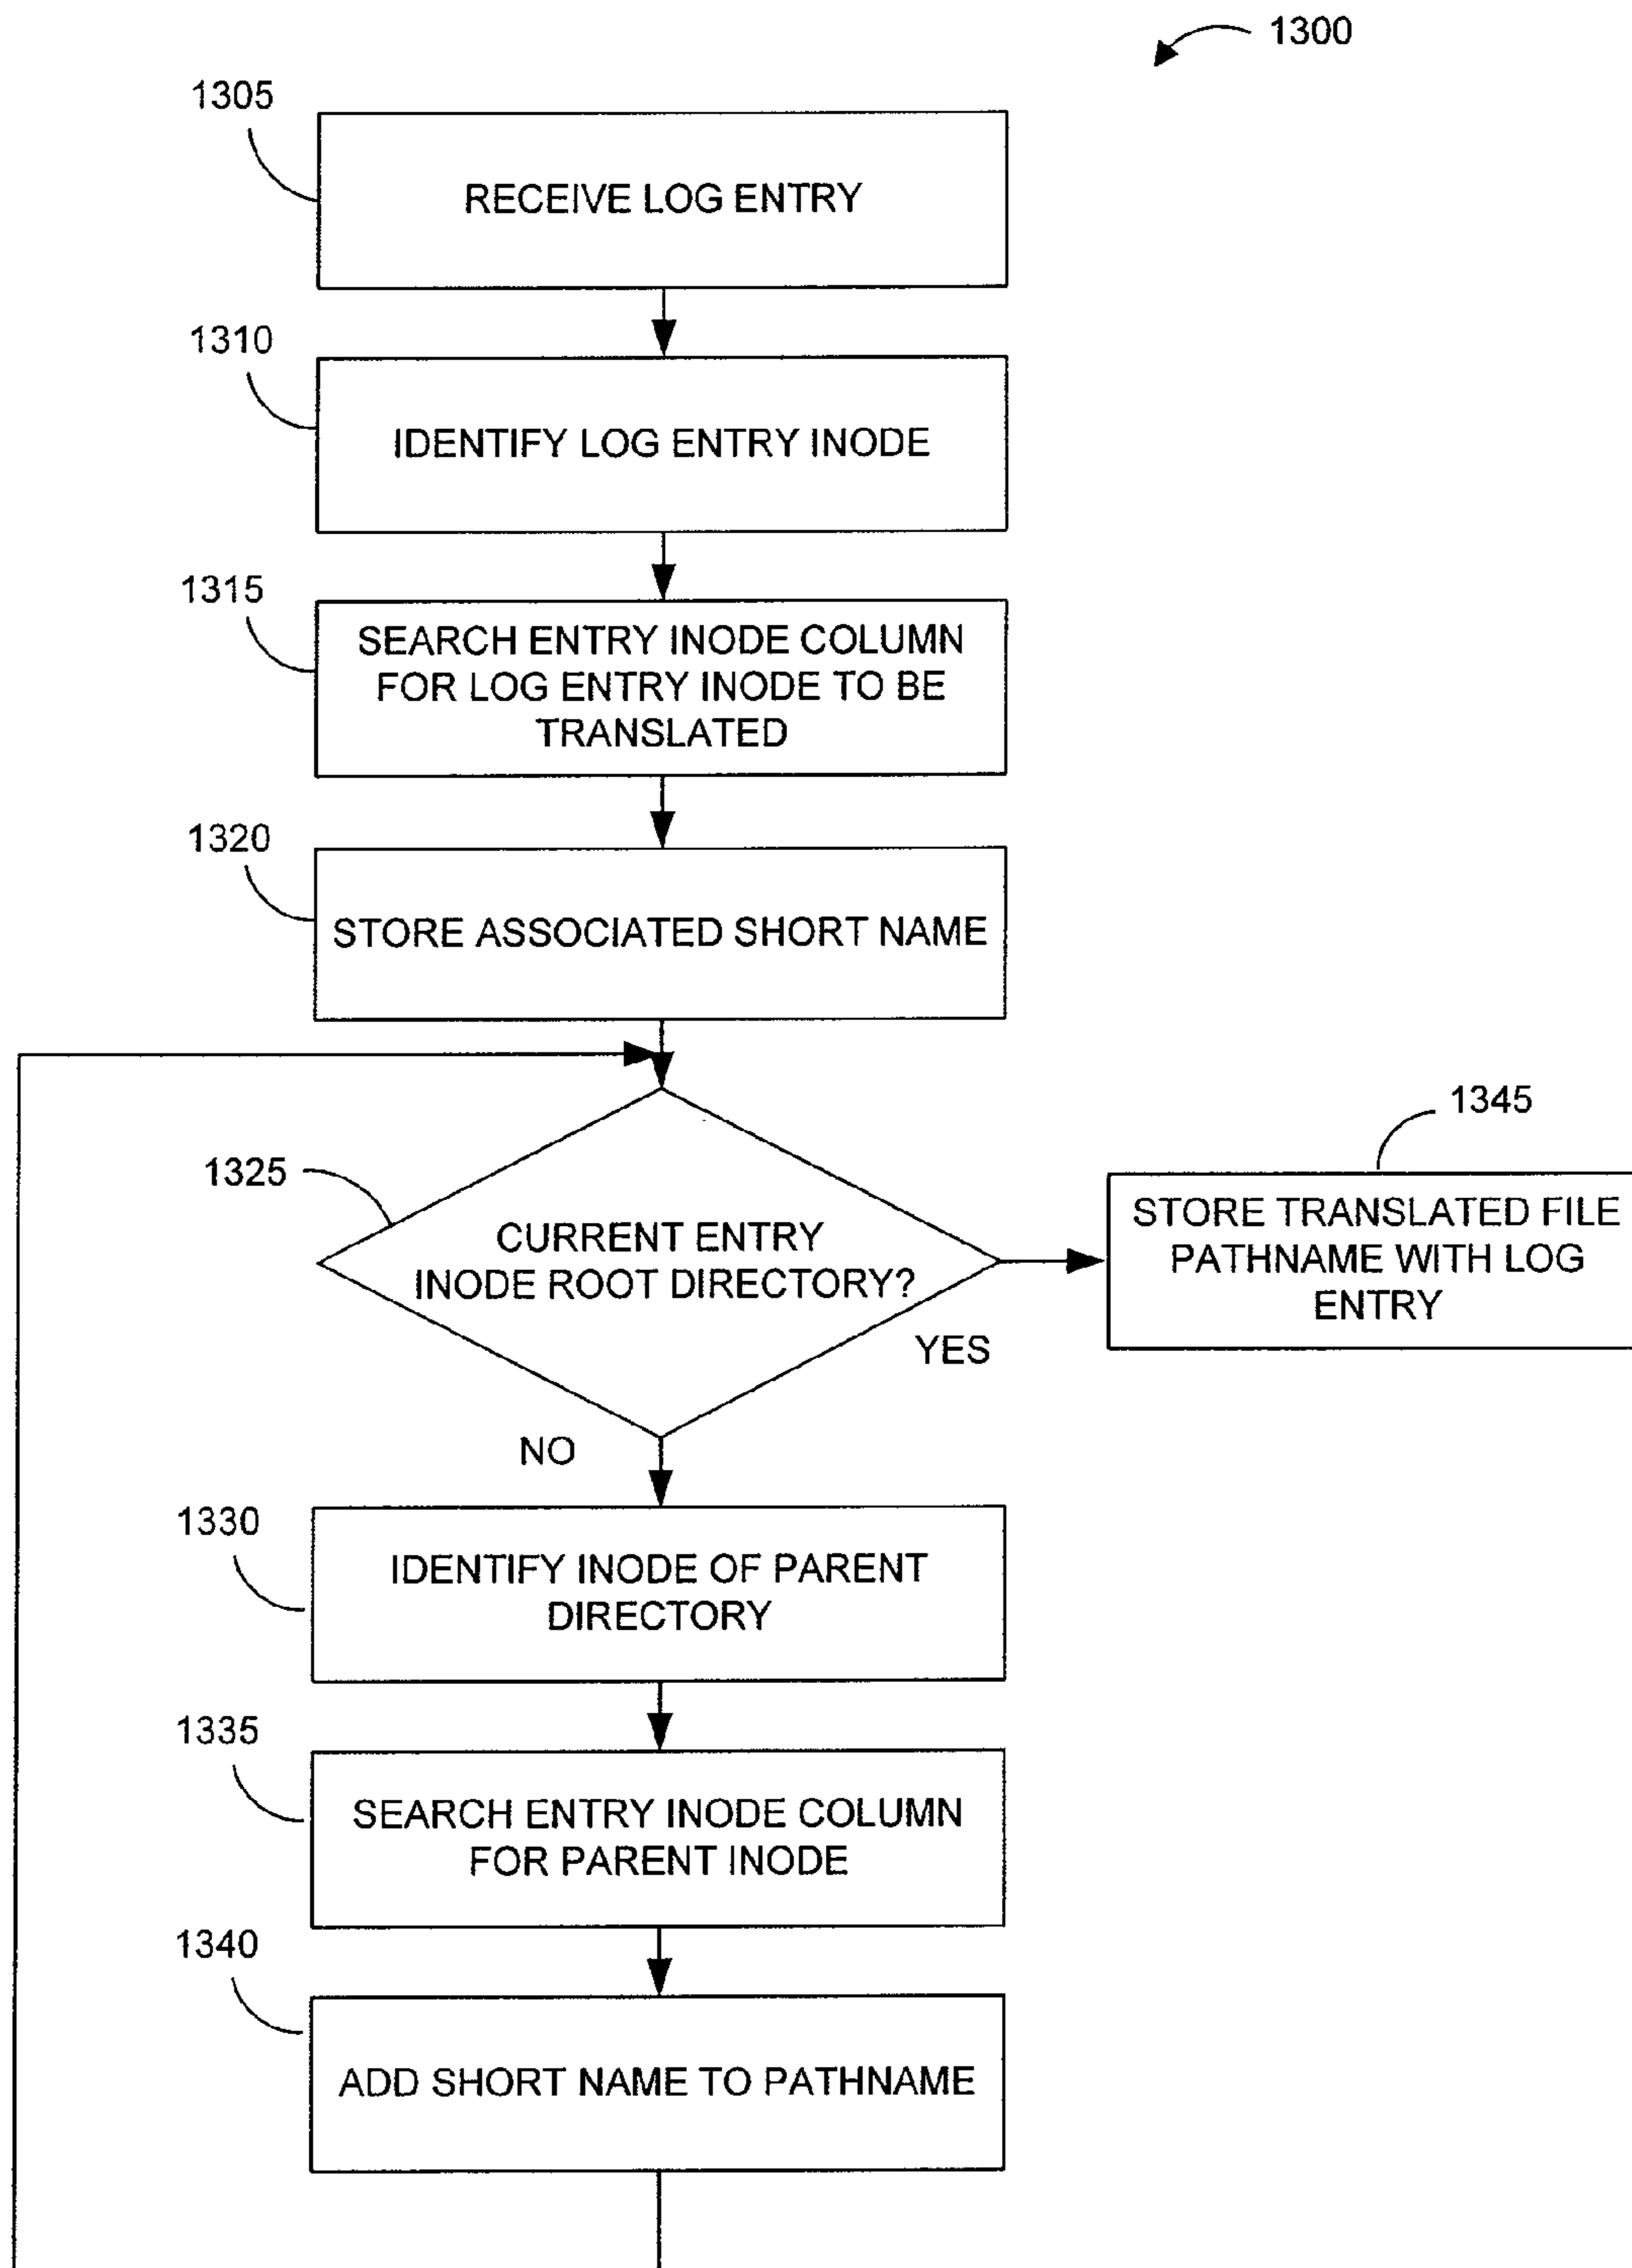 1300
1305
RECEIVE LOG ENTRY
1310
IDENTIFY LOG ENTRY INODE
1315
SEARCH ENTRY INODE COLUMN
FOR LOG ENTRY INODE TO BE
TRANSLATED
1320
STORE ASSOCIATED SHORT NAME
1325
CURRENT ENTRY
INODE ROOT DIRECTORY?
YES
NO
1345
STORE TRANSLATED FILE
PATHNAME WITH LOG
ENTRY
1330
IDENTIFY INODE OF PARENT
DIRECTORY
1335
SEARCH ENTRY INODE COLUMN
FOR PARENT INODE
1340
ADD SHORT NAME TO PATHNAME